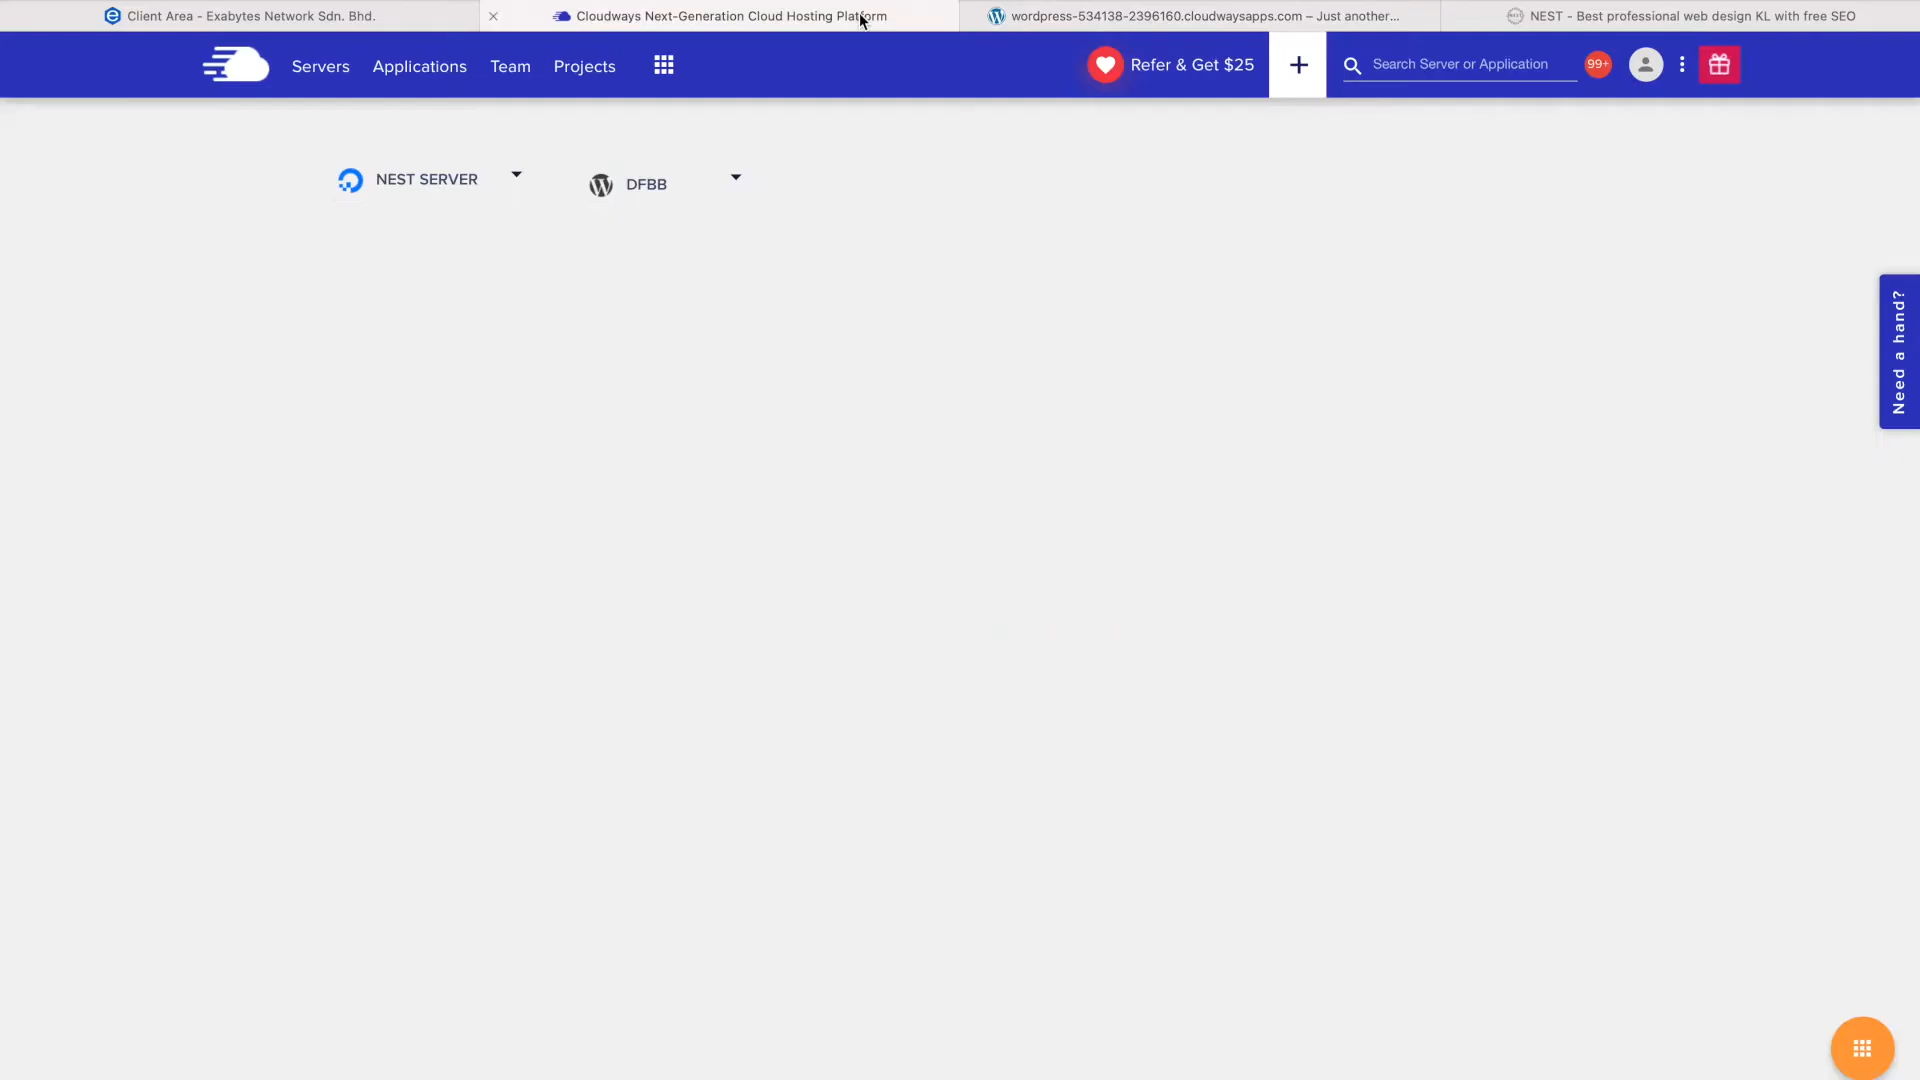 Client Area - Exabytes Network Sdn. Bhd.
Cloudways Next-Generation Cloud Hosting Platform
wordpress-534138-2396160.cloudwaysapps.com – Just another...
NEST - Best professional web design KL with free SEO
Servers
Applications
Team
Projects
Refer & Get $25
Search Server or Application
99+
NEST SERVER
DFBB
Need a hand?